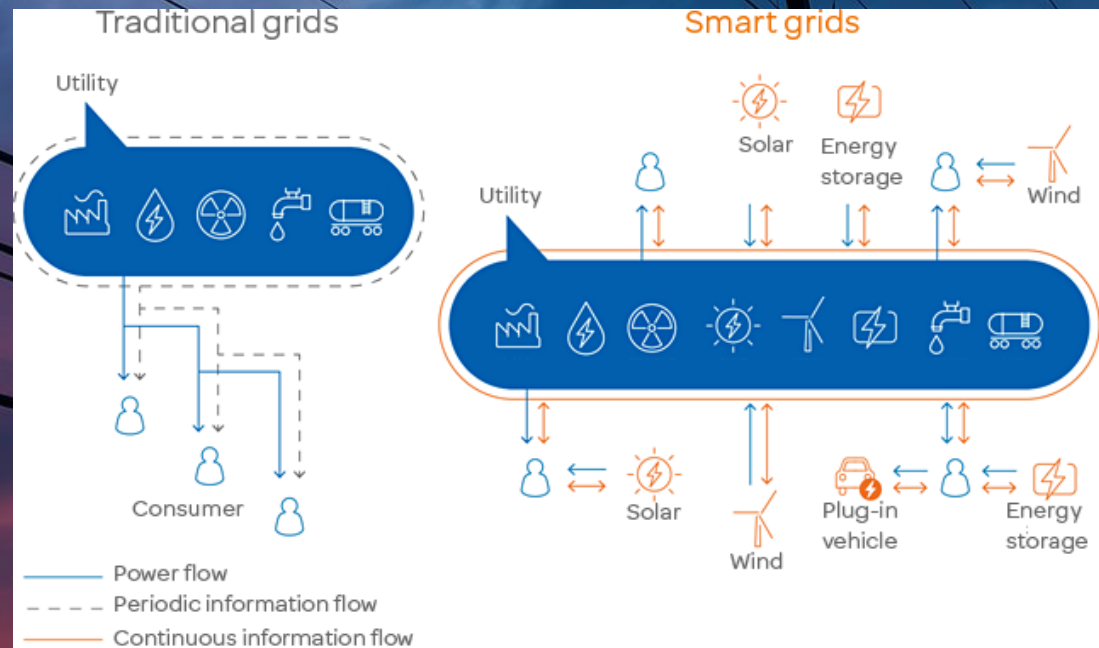 Traditional grids
Utility
Consumer
Power flow
Periodic information flow
Continuous information flow
Smart grids
Solar
Energy
storage
Wind
Utility
Solar
Wind
Plug-in
vehicle
Energy
storage